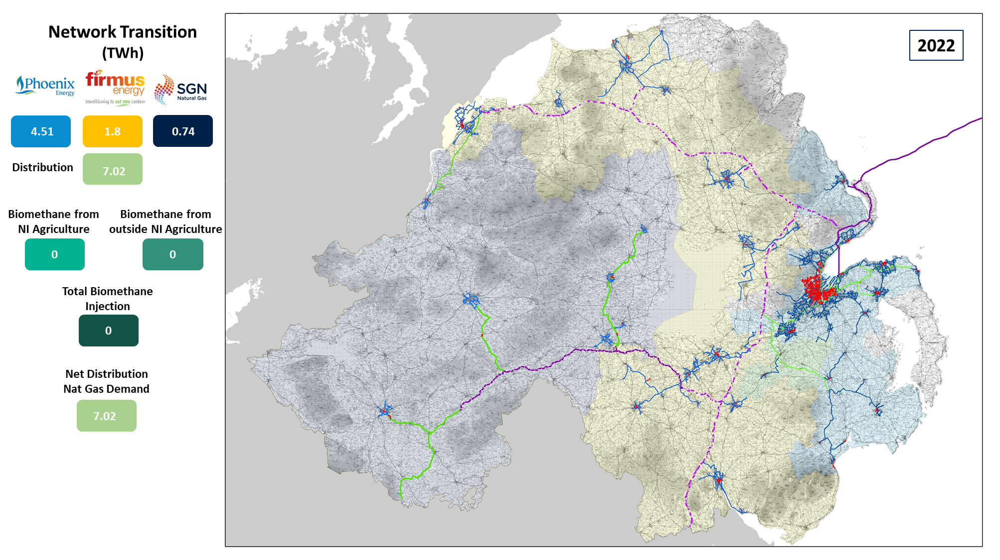 Network Transition
(TWh)
2022
Phoenix
Energy
firmus
energy
transitioning to net zero carbon
SGN
Natural Gas
4.51
1.8
0.74
Distribution
7.02
Biomethane from
NI Agriculture
Biomethane from
outside NI Agriculture
0
0
Total Biomethane
Injection
0
Net Distribution
Nat Gas Demand
7.02